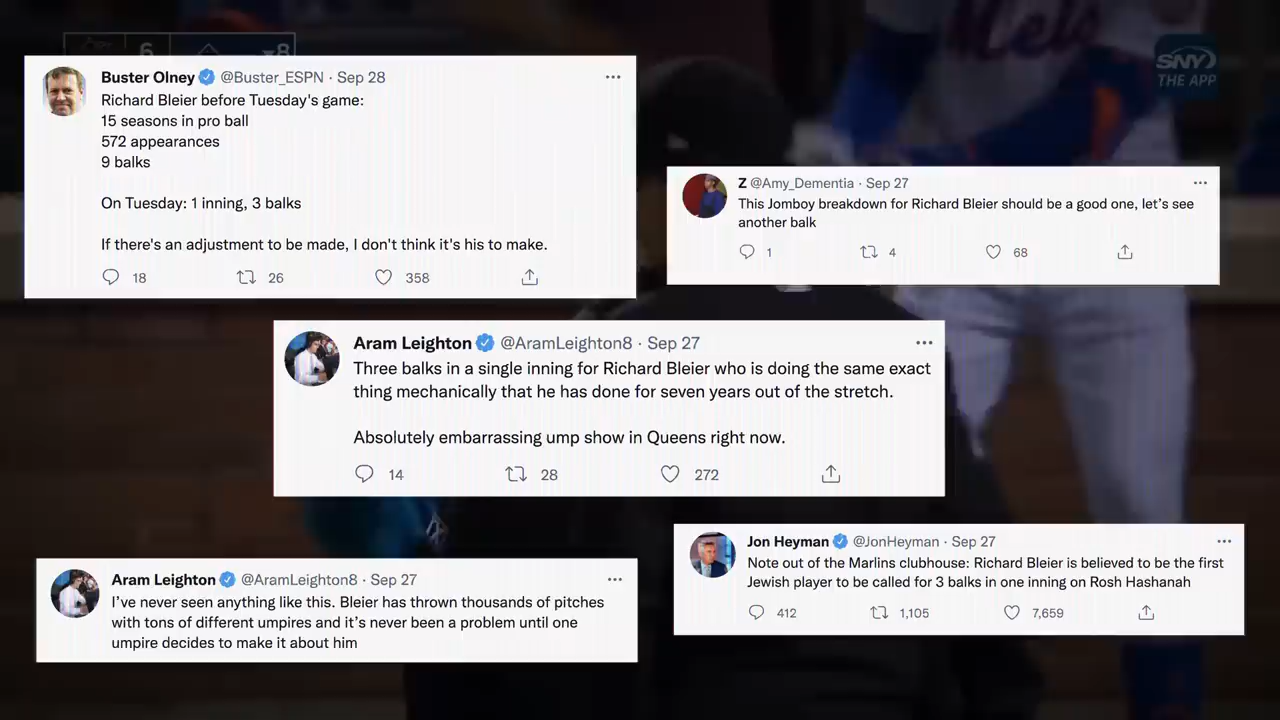 6
8
Mets
SNY
THE APP
Buster Olney @Buster_ESPN · Sep 28
Richard Bleier before Tuesday's game:
15 seasons in pro ball
572 appearances
9 balks
On Tuesday: 1 inning, 3 balks
If there's an adjustment to be made, I don't think it's his to make.
18 26 358
Z @Amy_Dementia · Sep 27
This Jomboy breakdown for Richard Bleier should be a good one, let's see
another balk
1 4 68
Aram Leighton @AramLeighton8 · Sep 27
Three balks in a single inning for Richard Bleier who is doing the same exact
thing mechanically that he has done for seven years out of the stretch.
Absolutely embarrassing ump show in Queens right now.
14 28 272
Aram Leighton @AramLeighton8 · Sep 27
I've never seen anything like this. Bleier has thrown thousands of pitches
with tons of different umpires and it's never been a problem until one
umpire decides to make it about him
Jon Heyman @JonHeyman · Sep 27
Note out of the Marlins clubhouse: Richard Bleier is believed to be the first
Jewish player to be called for 3 balks in one inning on Rosh Hashanah
412 1,105 7,659